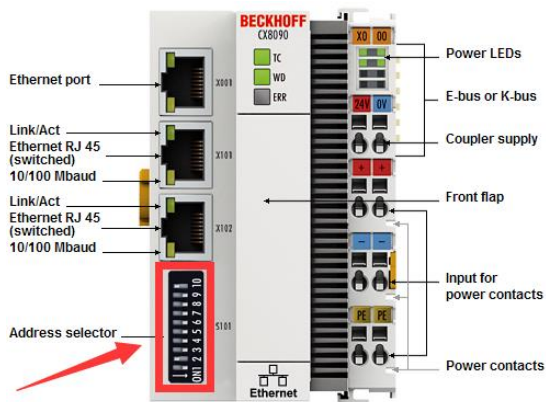 BECKHOFF
CX8090
TC
WD
ERR
X001
X101
X102
S101
ON 1 2 3 4 5 6 7 8 9 10
Ethernet
X0 00
24V 0V
+ +
− −
PE PE
Ethernet port
Link/Act
Ethernet RJ 45
(switched)
10/100 Mbaud
Link/Act
Ethernet RJ 45
(switched)
10/100 Mbaud
Address selector
Power LEDs
E-bus or K-bus
Coupler supply
Front flap
Input for
power contacts
Power contacts